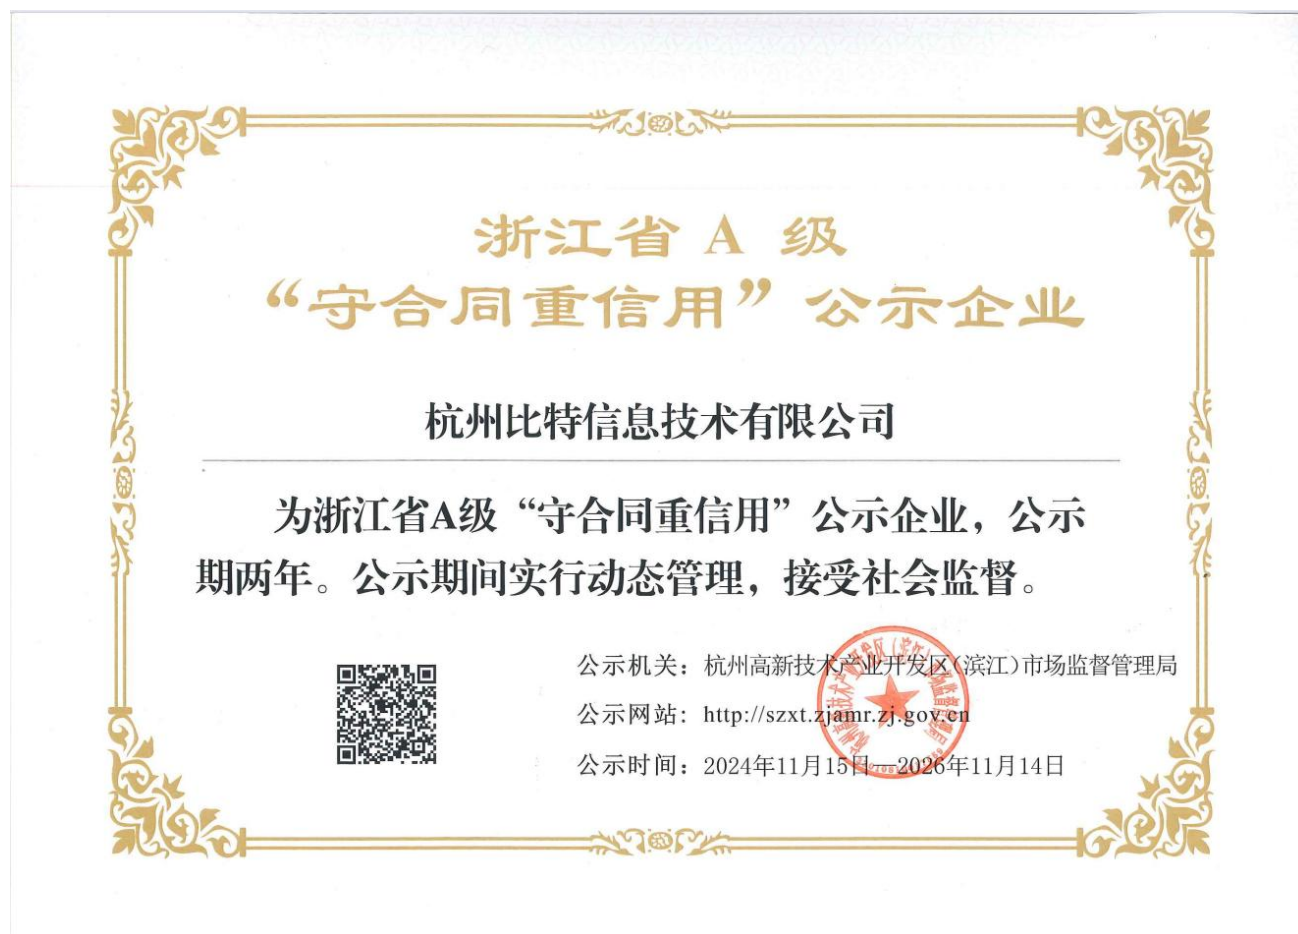 浙江省 A 级
“守合同重信用”公示企业
杭州比特信息技术有限公司
为浙江省A级“守合同重信用”公示企业，公示
期两年。公示期间实行动态管理，接受社会监督。
公示机关：杭州高新技术产业开发区（滨江）市场监督管理局
公示网站：http://szxt.zjamr.zj.gov.cn
公示时间：2024年11月15日—2026年11月14日